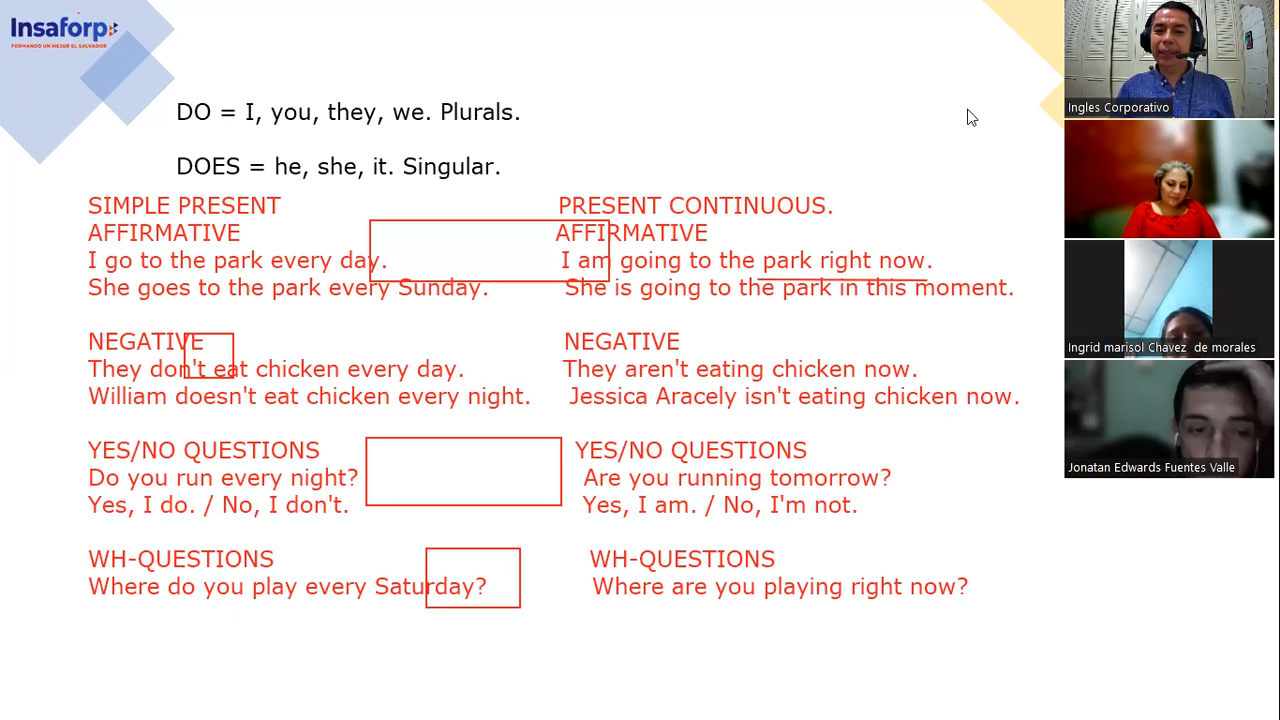 Insaforp
FORMANDO UN MEJOR EL SALVADOR
DO = I, you, they, we. Plurals.
DOES = he, she, it. Singular.
SIMPLE PRESENT
AFFIRMATIVE
I go to the park every day.
She goes to the park every Sunday.
NEGATIVE
They don't eat chicken every day.
William doesn't eat chicken every night.
YES/NO QUESTIONS
Do you run every night?
Yes, I do. / No, I don't.
WH-QUESTIONS
Where do you play every Saturday?
PRESENT CONTINUOUS.
AFFIRMATIVE
I am going to the park right now.
She is going to the park in this moment.
NEGATIVE
They aren't eating chicken now.
Jessica Aracely isn't eating chicken now.
YES/NO QUESTIONS
Are you running tomorrow?
Yes, I am. / No, I'm not.
WH-QUESTIONS
Where are you playing right now?
Ingles Corporativo
Ingrid marisol Chavez de morales
Jonatan Edwards Fuentes Valle